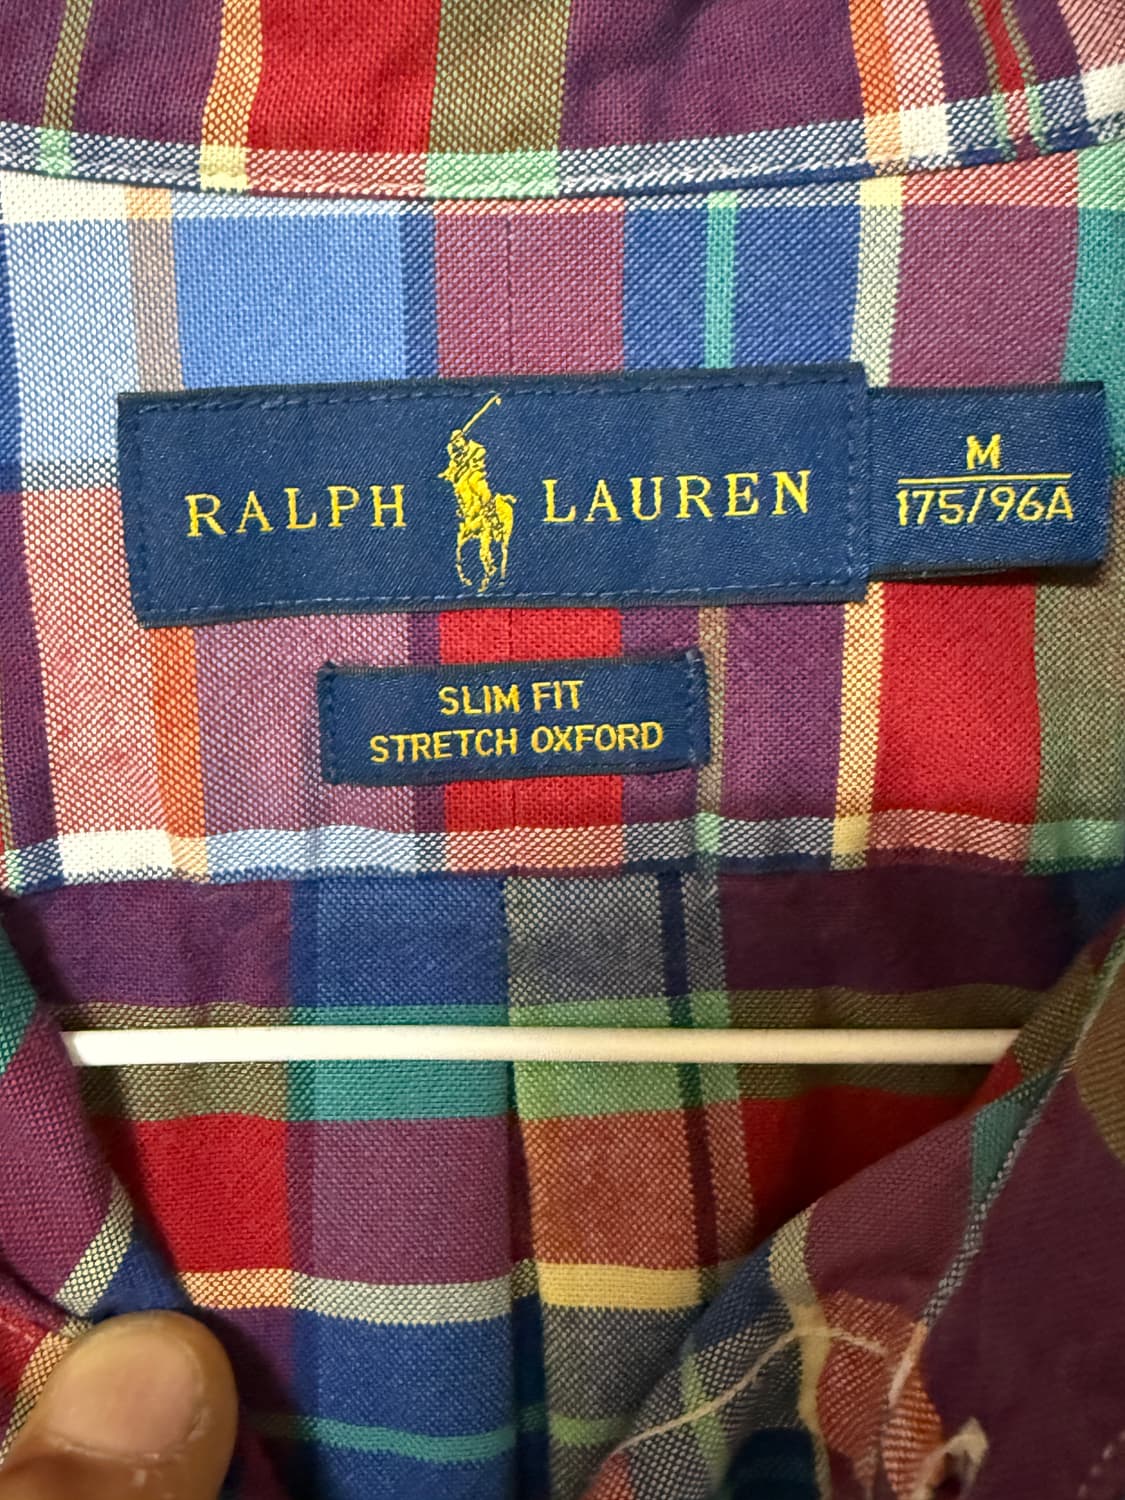 RALPH LAUREN
M
175/96A
SLIM FIT
STRETCH OXFORD